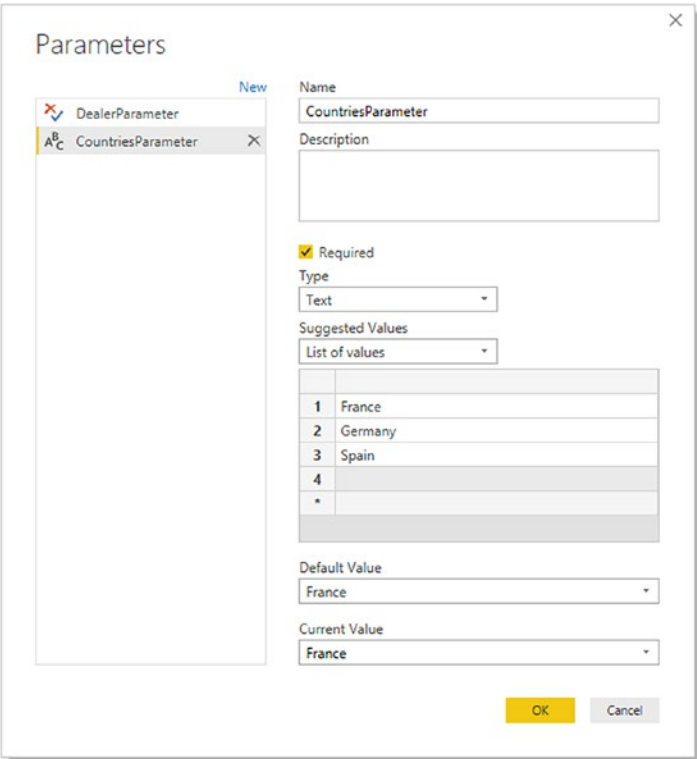 Parameters
New
DealerParameter
ABC CountriesParameter
Name
CountriesParameter
Description
Required
Type
Text
Suggested Values
List of values
1 France
2 Germany
3 Spain
4
*
Default Value
France
Current Value
France
OK Cancel